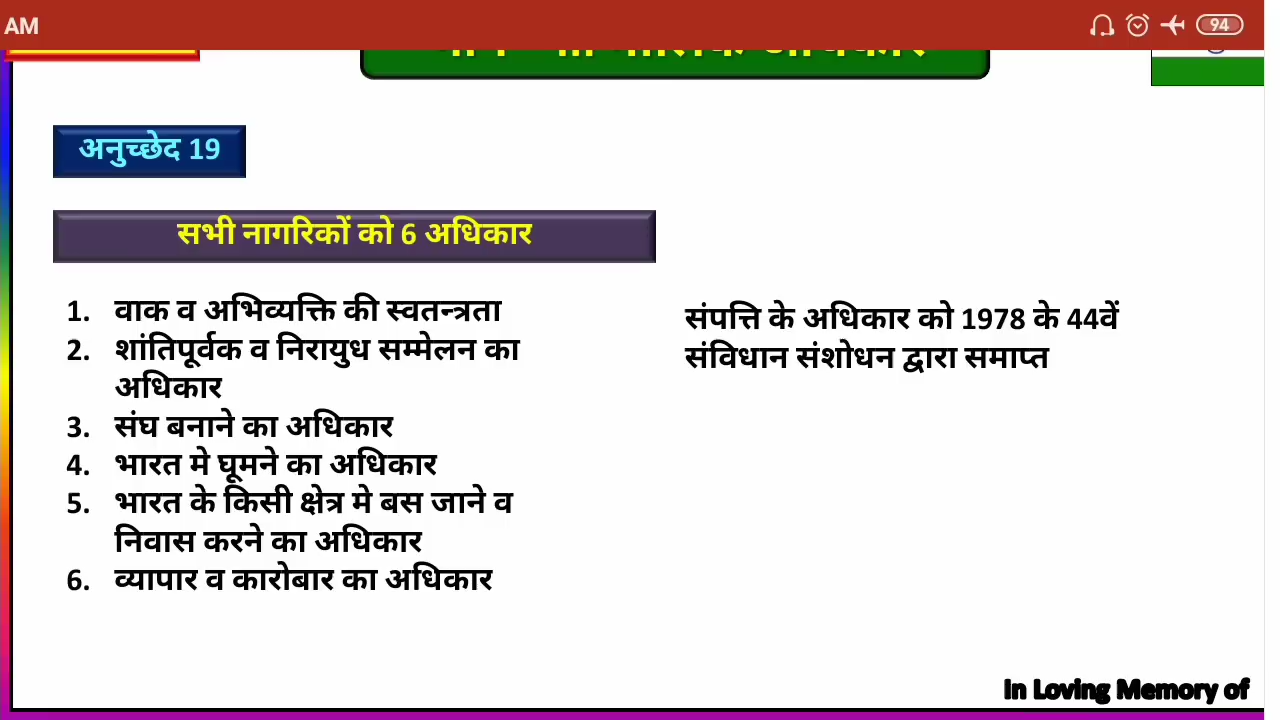 AM
94
अनुच्छेद 19
सभी नागरिकों को 6 अधिकार
1. वाक व अभिव्यक्ति की स्वतन्त्रता
2. शांतिपूर्वक व निरायुध सम्मेलन का
अधिकार
3. संघ बनाने का अधिकार
4. भारत मे घूमने का अधिकार
5. भारत के किसी क्षेत्र मे बस जाने व
निवास करने का अधिकार
6. व्यापार व कारोबार का अधिकार
संपत्ति के अधिकार को 1978 के 44वें
संविधान संशोधन द्वारा समाप्त
In Loving Memory of